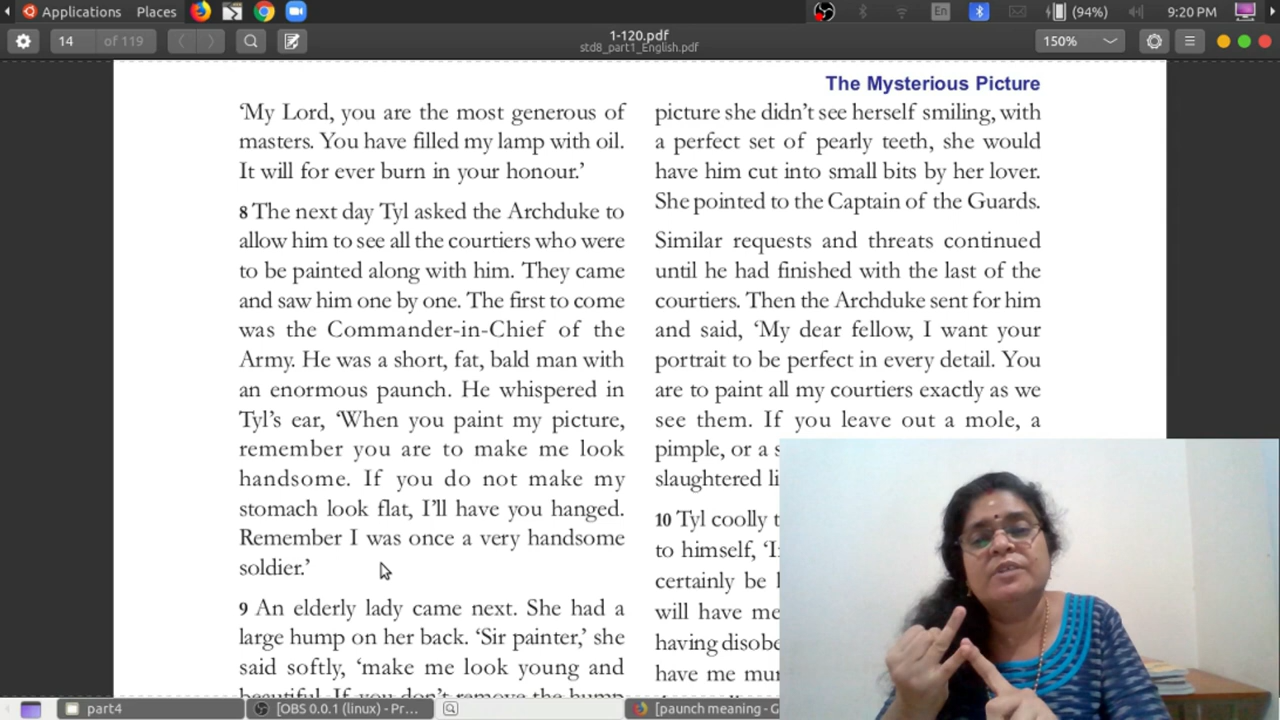 Applications Places En (94%) 9:20 PM
14 of 119
1-120.pdf
std8_part1_English.pdf
150%
The Mysterious Picture
‘My Lord, you are the most generous of
masters. You have filled my lamp with oil.
It will for ever burn in your honour.’
8 The next day Tyl asked the Archduke to
allow him to see all the courtiers who were
to be painted along with him. They came
and saw him one by one. The first to come
was the Commander-in-Chief of the
Army. He was a short, fat, bald man with
an enormous paunch. He whispered in
Tyl’s ear, ‘When you paint my picture,
remember you are to make me look
handsome. If you do not make my
stomach look flat, I’ll have you hanged.
Remember I was once a very handsome
soldier.’
9 An elderly lady came next. She had a
large hump on her back. ‘Sir painter,’ she
said softly, ‘make me look young and
beautiful. If you don’t remove the hump
picture she didn’t see herself smiling, with
a perfect set of pearly teeth, she would
have him cut into small bits by her lover.
She pointed to the Captain of the Guards.
Similar requests and threats continued
until he had finished with the last of the
courtiers. Then the Archduke sent for him
and said, ‘My dear fellow, I want your
portrait to be perfect in every detail. You
are to paint all my courtiers exactly as we
see them. If you leave out a mole, a
pimple, or a s
slaughtered li
10 Tyl coolly t
to himself, ‘I
certainly be
will have me
having disobe
have me mur
part4
[OBS 0.0.1 (linux) - Pr...
[paunch meaning - G